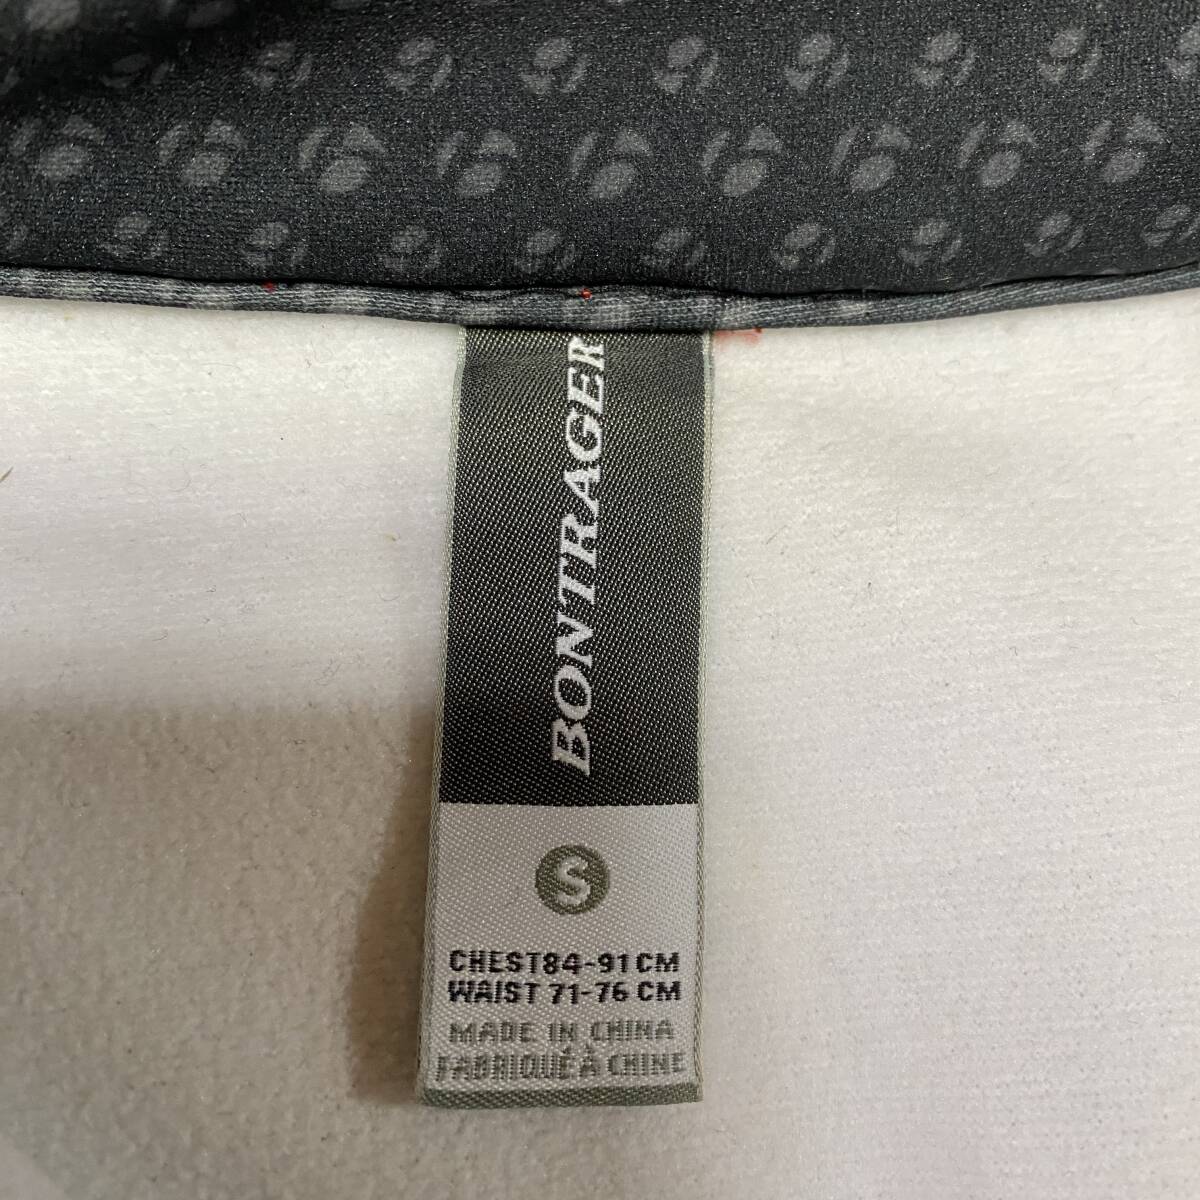 BONTRAGER
S
CHEST84-91CM
WAIST 71-76 CM
MADE IN CHINA
FABRIQUÉ À CHINE